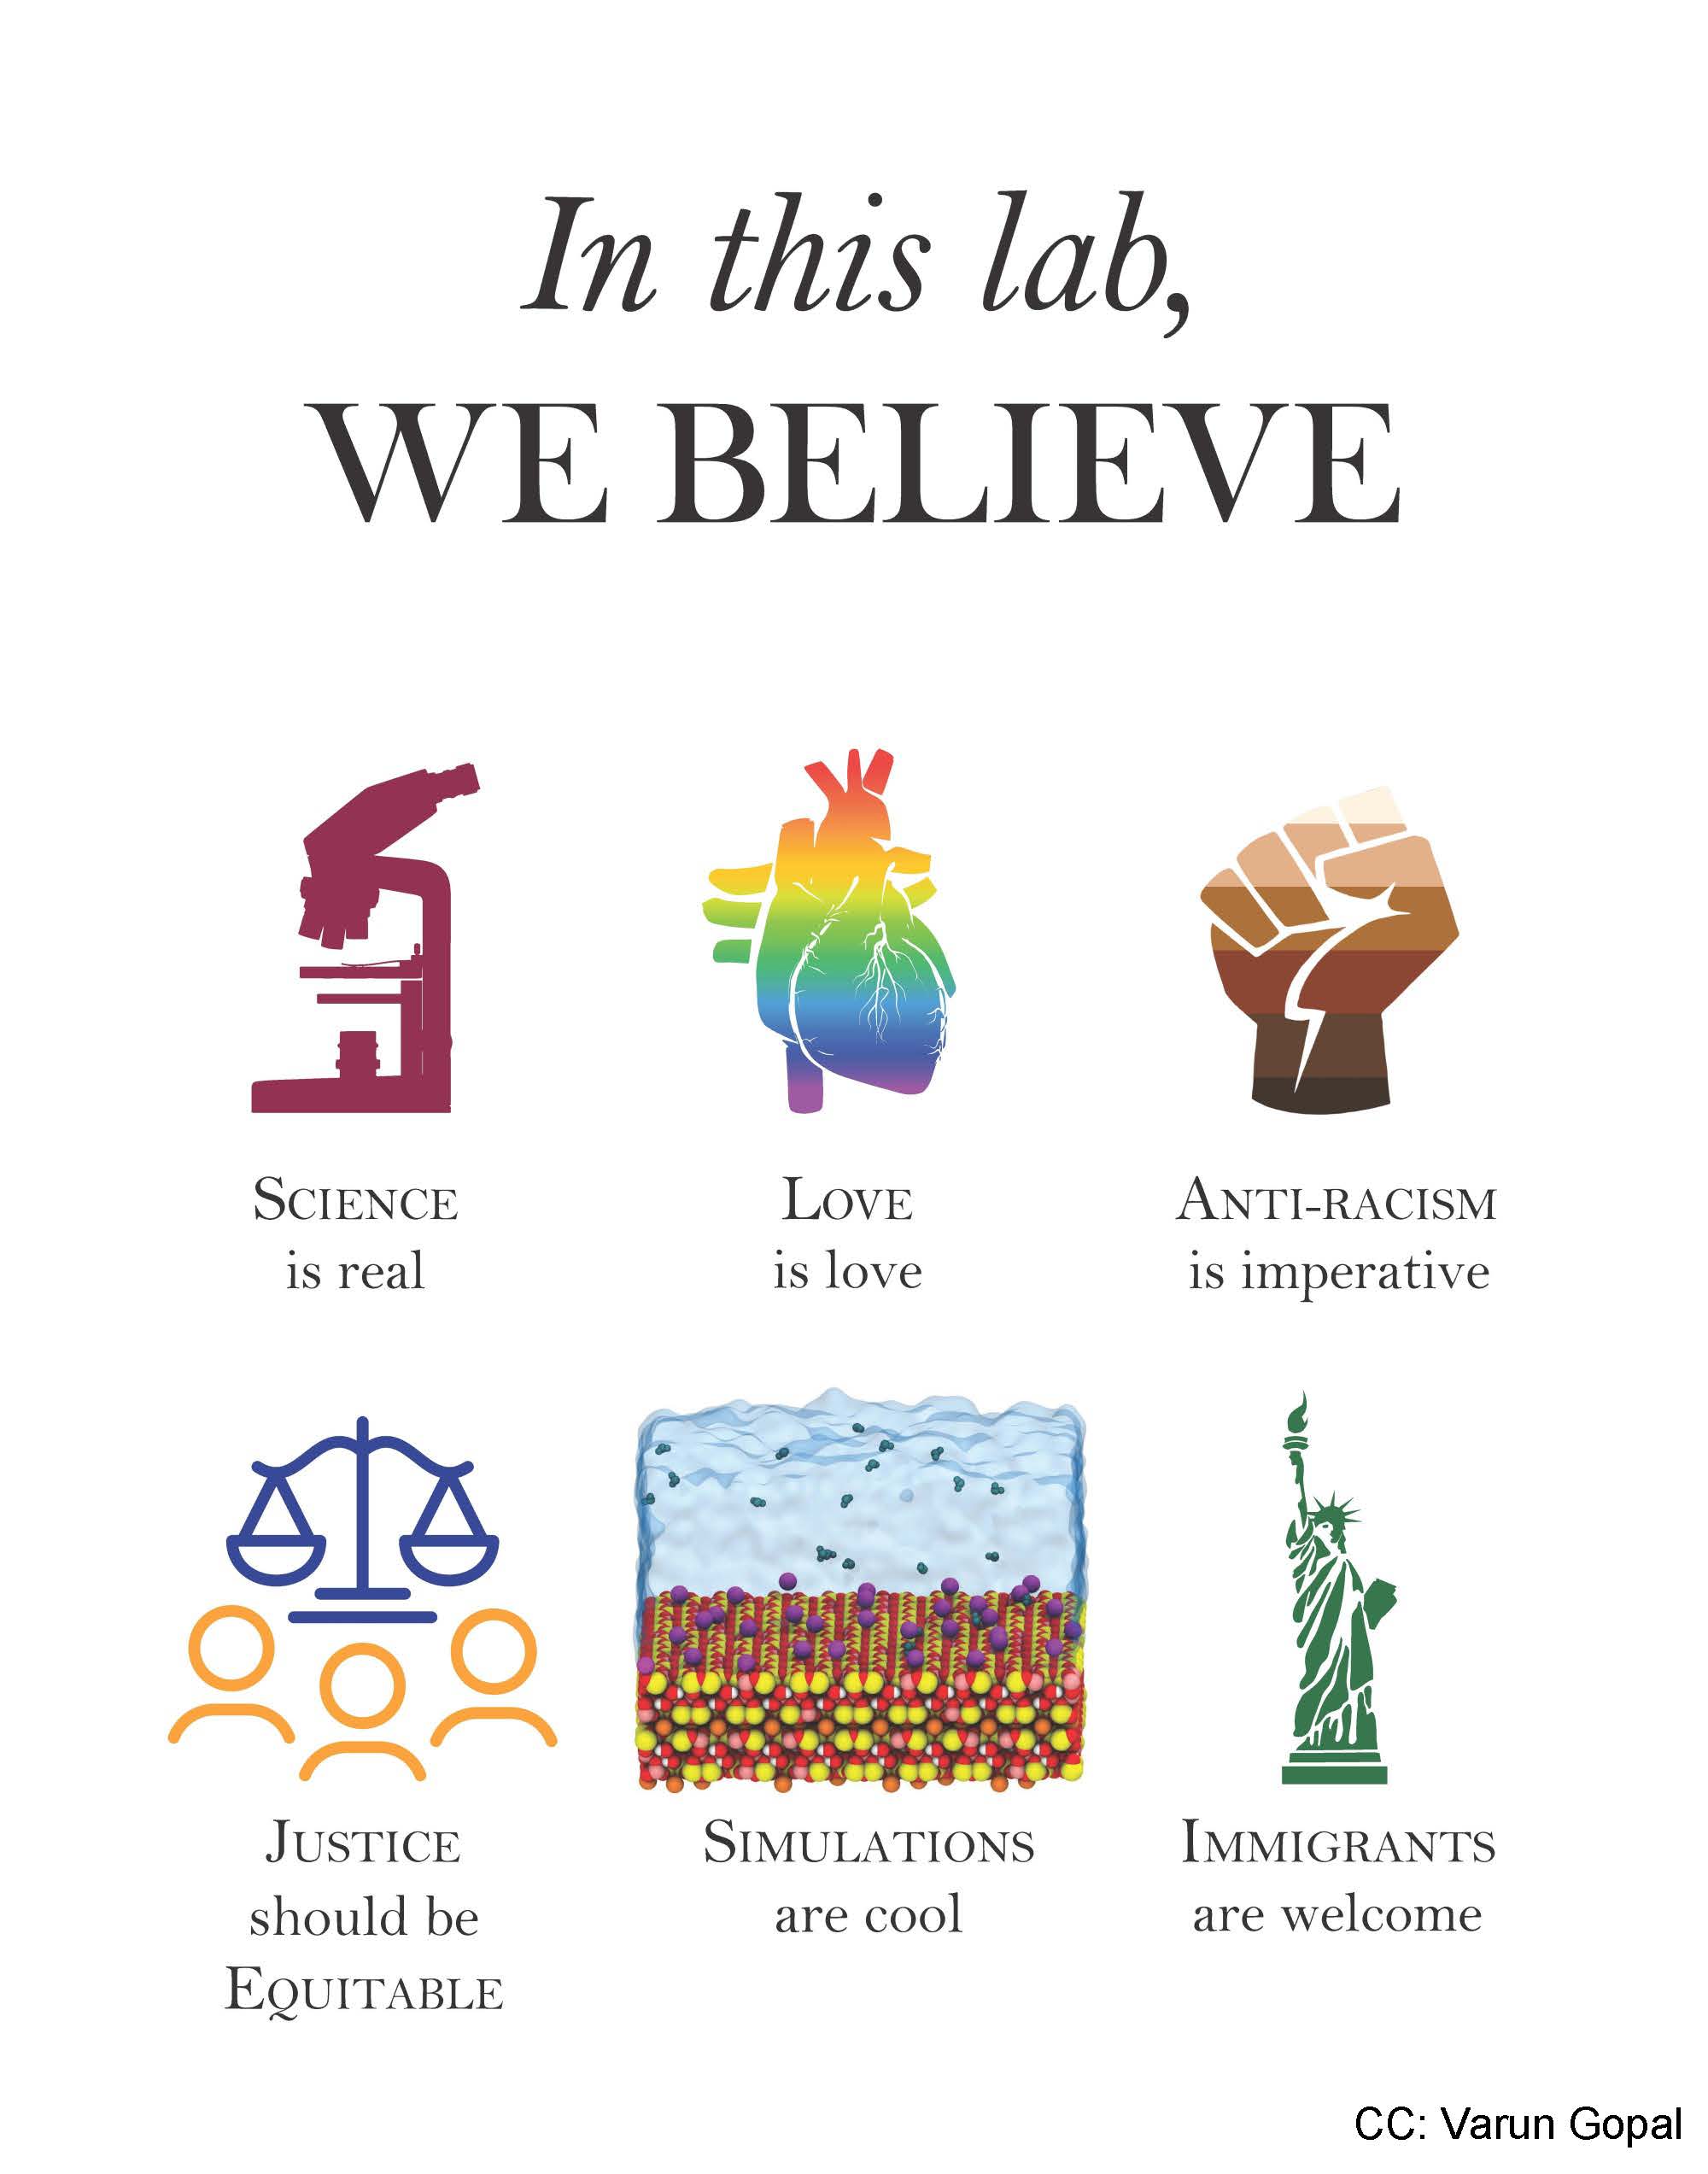 In this lab,
WE BELIEVE
SCIENCE
is real
LOVE
is love
ANTI-RACISM
is imperative
JUSTICE
should be
EQUITABLE
SIMULATIONS
are cool
IMMIGRANTS
are welcome
CC: Varun Gopal